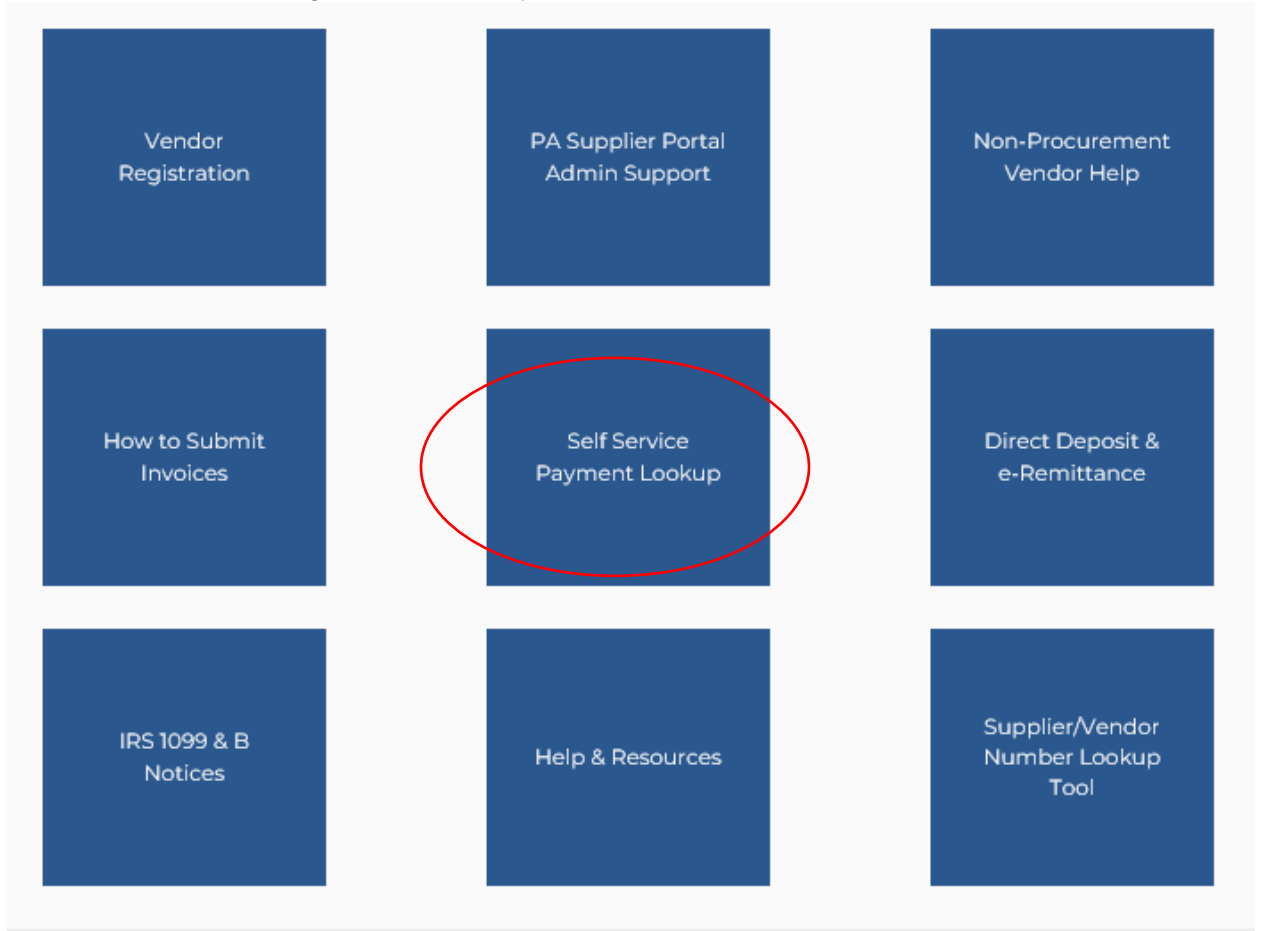 Vendor
Registration
PA Supplier Portal
Admin Support
Non-Procurement
Vendor Help
How to Submit
Invoices
Self Service
Payment Lookup
Direct Deposit &
e-Remittance
IRS 1099 & B
Notices
Help & Resources
Supplier/Vendor
Number Lookup
Tool